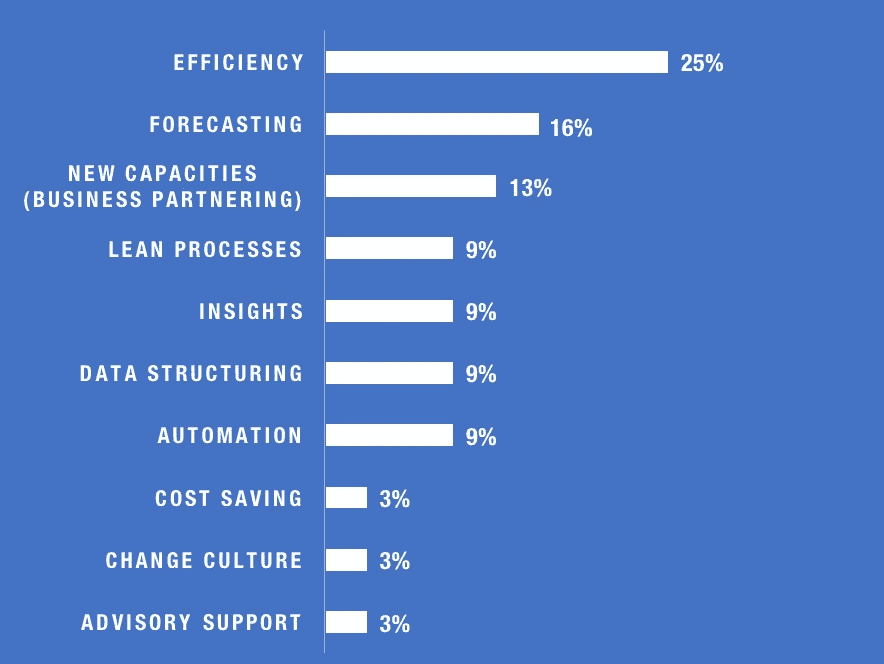 EFFICIENCY 25%
FORECASTING 16%
NEW CAPACITIES
(BUSINESS PARTNERING) 13%
LEAN PROCESSES 9%
INSIGHTS 9%
DATA STRUCTURING 9%
AUTOMATION 9%
COST SAVING 3%
CHANGE CULTURE 3%
ADVISORY SUPPORT 3%